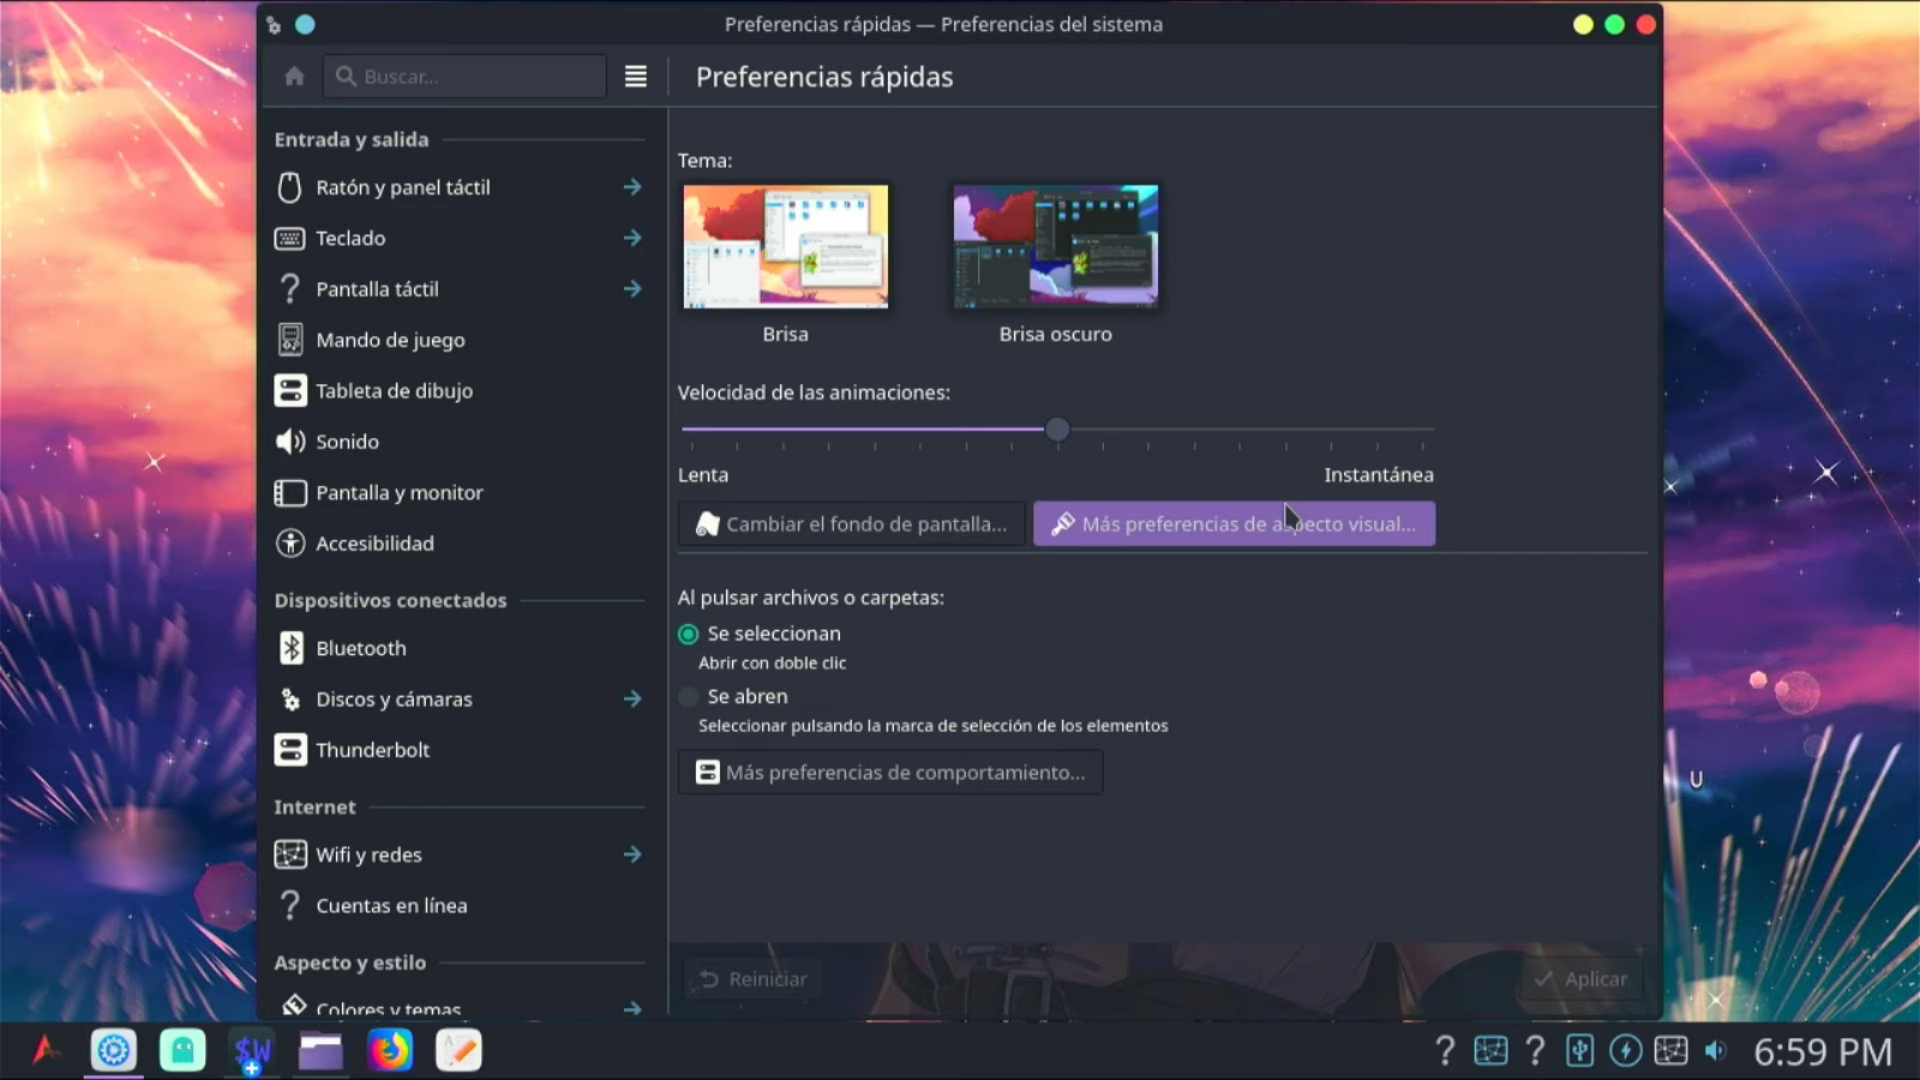 Preferencias rápidas — Preferencias del sistema
Buscar...
Preferencias rápidas
Entrada y salida
Ratón y panel táctil
Teclado
Pantalla táctil
Mando de juego
Tableta de dibujo
Sonido
Pantalla y monitor
Accesibilidad
Dispositivos conectados
Bluetooth
Discos y cámaras
Thunderbolt
Internet
Wifi y redes
Cuentas en línea
Aspecto y estilo
Colores y temas
Tema:
Brisa
Brisa oscuro
Velocidad de las animaciones:
Lenta
Instantánea
Cambiar el fondo de pantalla...
Más preferencias de aspecto visual...
Al pulsar archivos o carpetas:
Se seleccionan
Abrir con doble clic
Se abren
Seleccionar pulsando la marca de selección de los elementos
Más preferencias de comportamiento...
Reiniciar
Aplicar
U
$W
6:59 PM